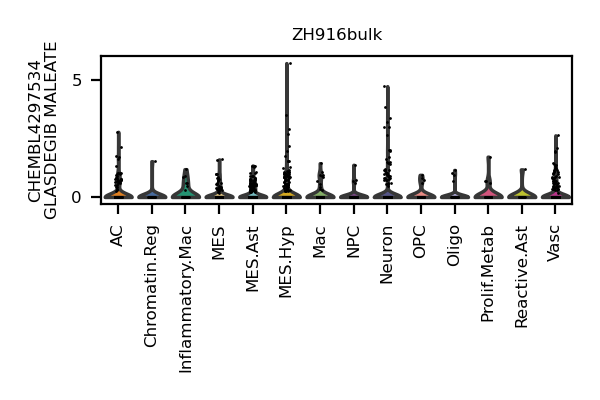 ZH916bulk
CHEMBL4297534
GLASDEGIB MALEATE
5
0
AC
Chromatin.Reg
Inflammatory.Mac
MES
MES.Ast
MES.Hyp
Mac
NPC
Neuron
OPC
Oligo
Prolif.Metab
Reactive.Ast
Vasc